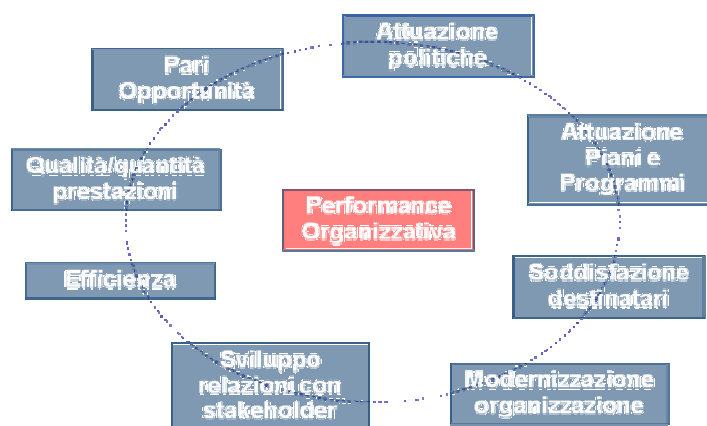 Attuazione
politiche
Pari
Opportunità
Attuazione
Piani e
Programmi
Qualità/quantità
prestazioni
Performance
Organizzativa
Efficienza
Soddisfazione
destinatari
Sviluppo
relazioni con
stakeholder
Modernizzazione
organizzazione